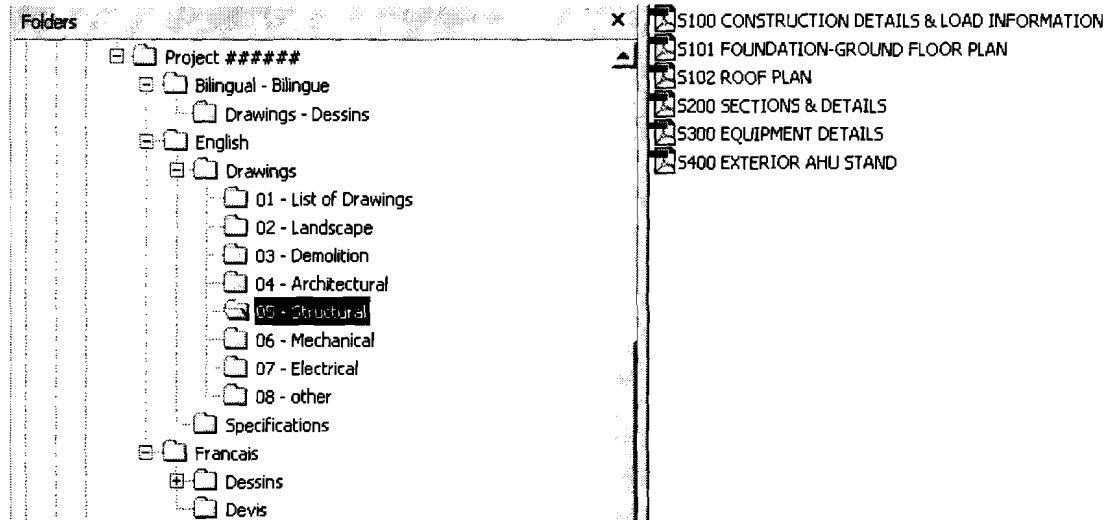 Folders
Project ######
Bilingual - Bilingue
Drawings - Dessins
English
Drawings
01 - List of Drawings
02 - Landscape
03 - Demolition
04 - Architectural
05 - Structural
06 - Mechanical
07 - Electrical
08 - other
Specifications
Francais
Dessins
Devis
S100 CONSTRUCTION DETAILS & LOAD INFORMATION
S101 FOUNDATION-GROUND FLOOR PLAN
S102 ROOF PLAN
S200 SECTIONS & DETAILS
S300 EQUIPMENT DETAILS
S400 EXTERIOR AHU STAND